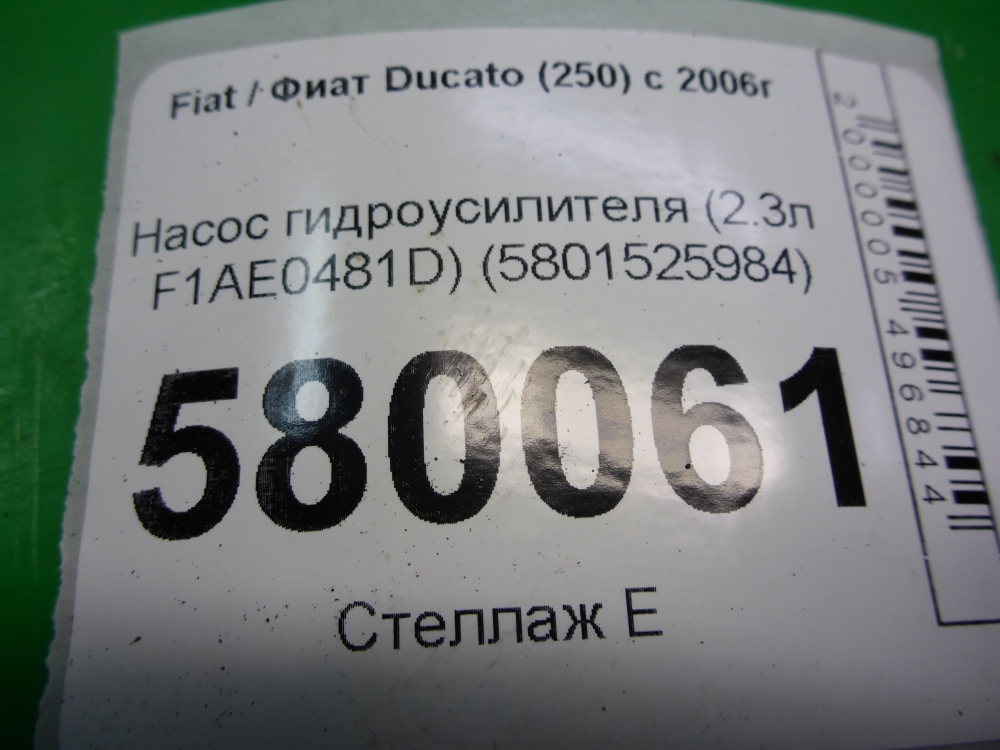 Fiat / Фиат Ducato (250) с 2006г
Насос гидроусилителя (2.3л
F1AE0481D) (5801525984)
580061
Стеллаж E
2000005496844